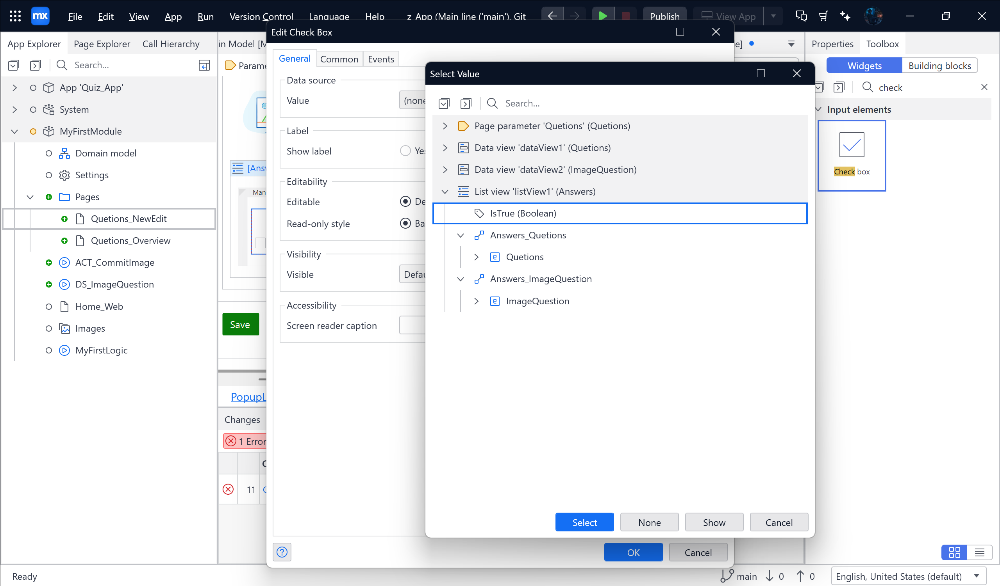 mx
File
Edit
View
App
Run
Version Control
Language
Help
App (Main line ('main'), Git
Publish
View App
App Explorer
Page Explorer
Call Hierarchy
Search...
App 'Quiz_App'
System
MyFirstModule
Domain model
Settings
Pages
Quetions_NewEdit
Quetions_Overview
ACT_CommitImage
DS_ImageQuestion
Home_Web
Images
MyFirstLogic
in Model [M
Parame
[Answ
Man
Save
PopupL
Changes
1 Error
11
Edit Check Box
General
Common
Events
Data source
Value
(none
Label
Show label
Yes
Editability
Editable
De
Read-only style
Ba
Visibility
Visible
Defau
Accessibility
Screen reader caption
OK
Cancel
Select Value
Search...
Page parameter 'Quetions' (Quetions)
Data view 'dataView1' (Quetions)
Data view 'dataView2' (ImageQuestion)
List view 'listView1' (Answers)
IsTrue (Boolean)
Answers_Quetions
Quetions
Answers_ImageQuestion
ImageQuestion
Select
None
Show
Cancel
Properties
Toolbox
Widgets
Building blocks
check
Input elements
Check box
Ready
main
0
0
English, United States (default)